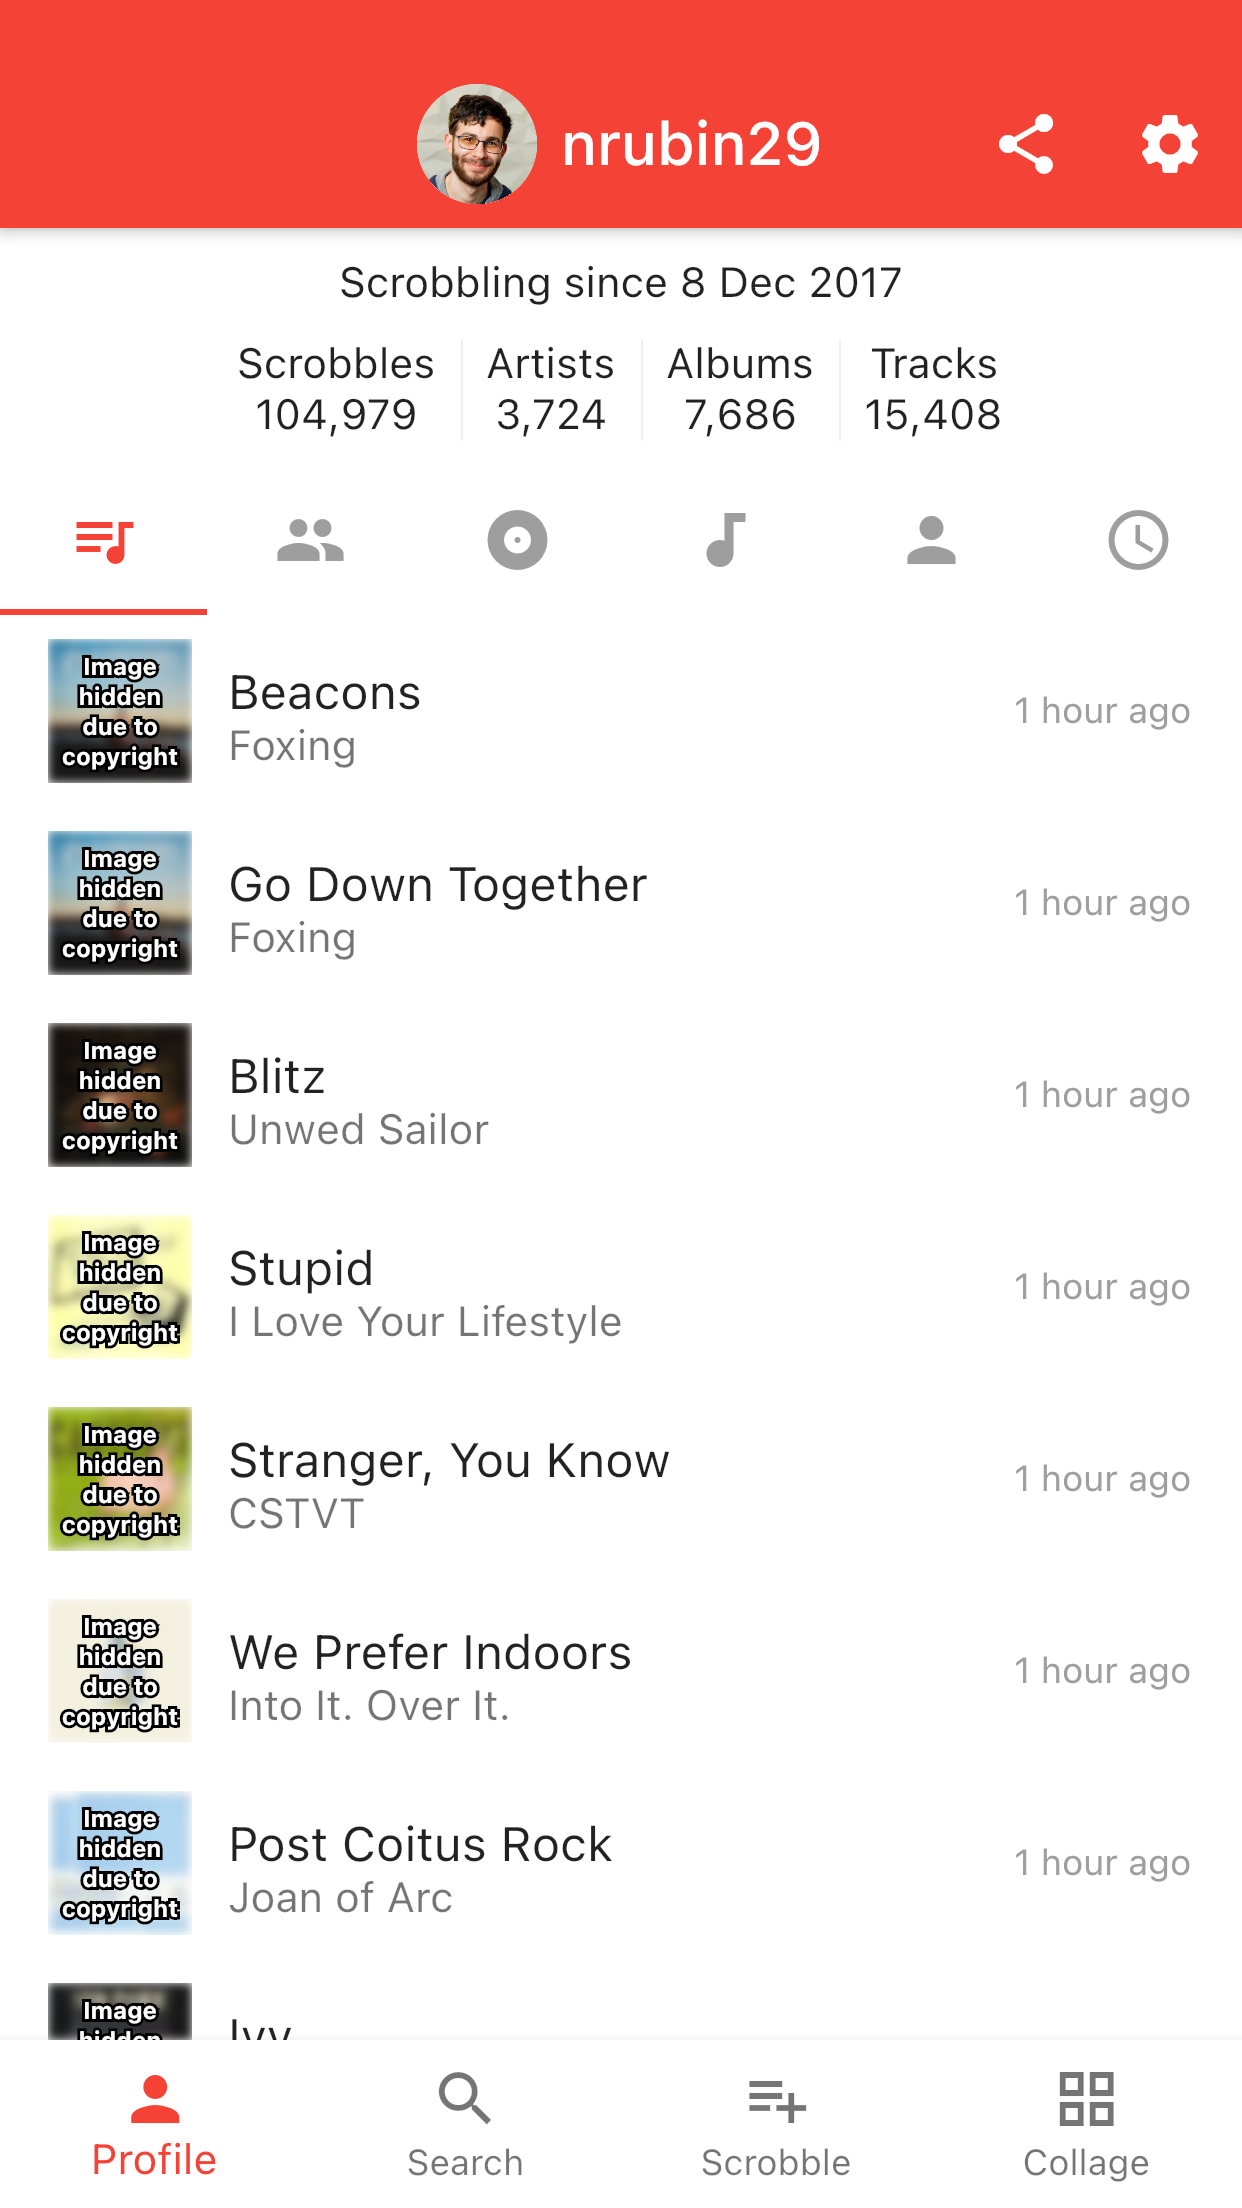 nrubin29
Scrobbling since 8 Dec 2017
Scrobbles Artists Albums Tracks
104,979 3,724 7,686 15,408
Image
hidden
due to
copyright
Beacons
Foxing
1 hour ago
Image
hidden
due to
copyright
Go Down Together
Foxing
1 hour ago
Image
hidden
due to
copyright
Blitz
Unwed Sailor
1 hour ago
Image
hidden
due to
copyright
Stupid
I Love Your Lifestyle
1 hour ago
Image
hidden
due to
copyright
Stranger, You Know
CSTVT
1 hour ago
Image
hidden
due to
copyright
We Prefer Indoors
Into It. Over It.
1 hour ago
Image
hidden
due to
copyright
Post Coitus Rock
Joan of Arc
1 hour ago
Image
hidden
Ivy
Profile Search Scrobble Collage